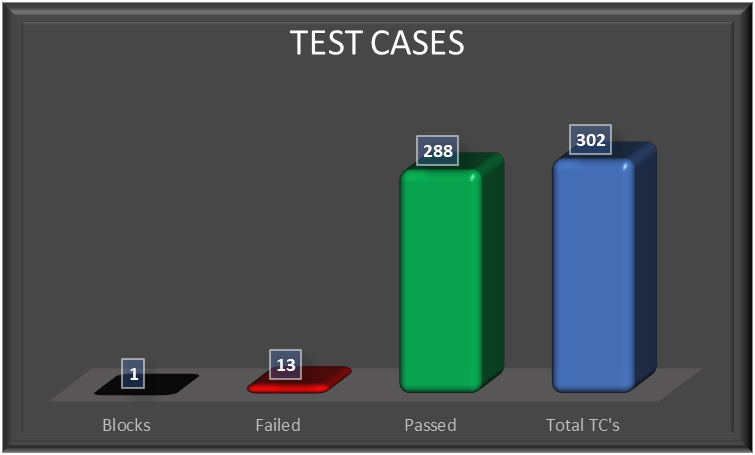 TEST CASES
302
288
13
1
Blocks Failed Passed Total TC's